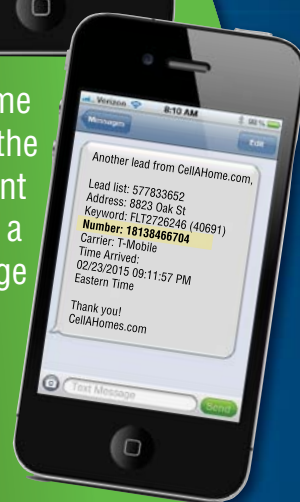 me
the
nt
a
ge
Verizon 8:10 AM 98%
Messages Edit
Another lead from CellAHome.com,
Lead list: 577833652
Address: 8823 Oak St
Keyword: FLT2726246 (40691)
Number: 18138466704
Carrier: T-Mobile
Time Arrived:
02/23/2015 09:11:57 PM
Eastern Time
Thank you!
CellAHomes.com
Text Message Send